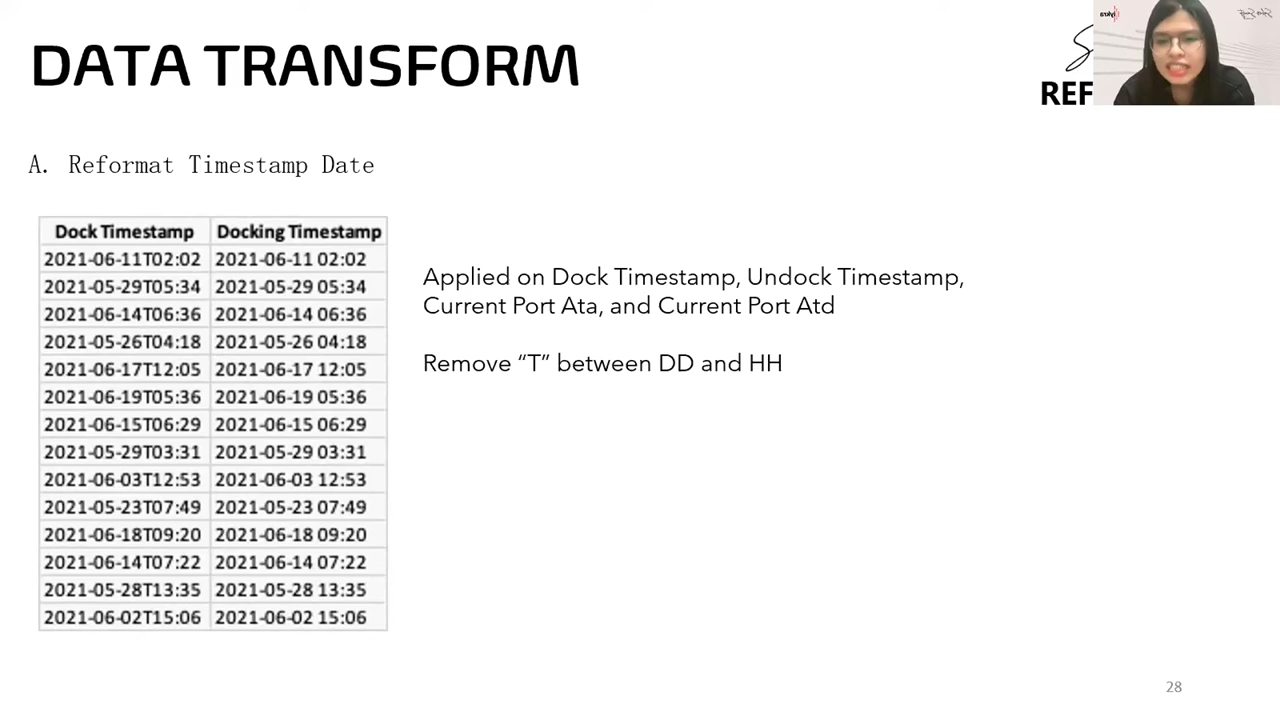 DATA TRANSFORM
REF
A. Reformat Timestamp Date
Dock Timestamp Docking Timestamp
2021-06-11T02:02 2021-06-11 02:02
2021-05-29T05:34 2021-05-29 05:34
2021-06-14T06:36 2021-06-14 06:36
2021-05-26T04:18 2021-05-26 04:18
2021-06-17T12:05 2021-06-17 12:05
2021-06-19T05:36 2021-06-19 05:36
2021-06-15T06:29 2021-06-15 06:29
2021-05-29T03:31 2021-05-29 03:31
2021-06-03T12:53 2021-06-03 12:53
2021-05-23T07:49 2021-05-23 07:49
2021-06-18T09:20 2021-06-18 09:20
2021-06-14T07:22 2021-06-14 07:22
2021-05-28T13:35 2021-05-28 13:35
2021-06-02T15:06 2021-06-02 15:06
Applied on Dock Timestamp, Undock Timestamp,
Current Port Ata, and Current Port Atd
Remove “T” between DD and HH
28